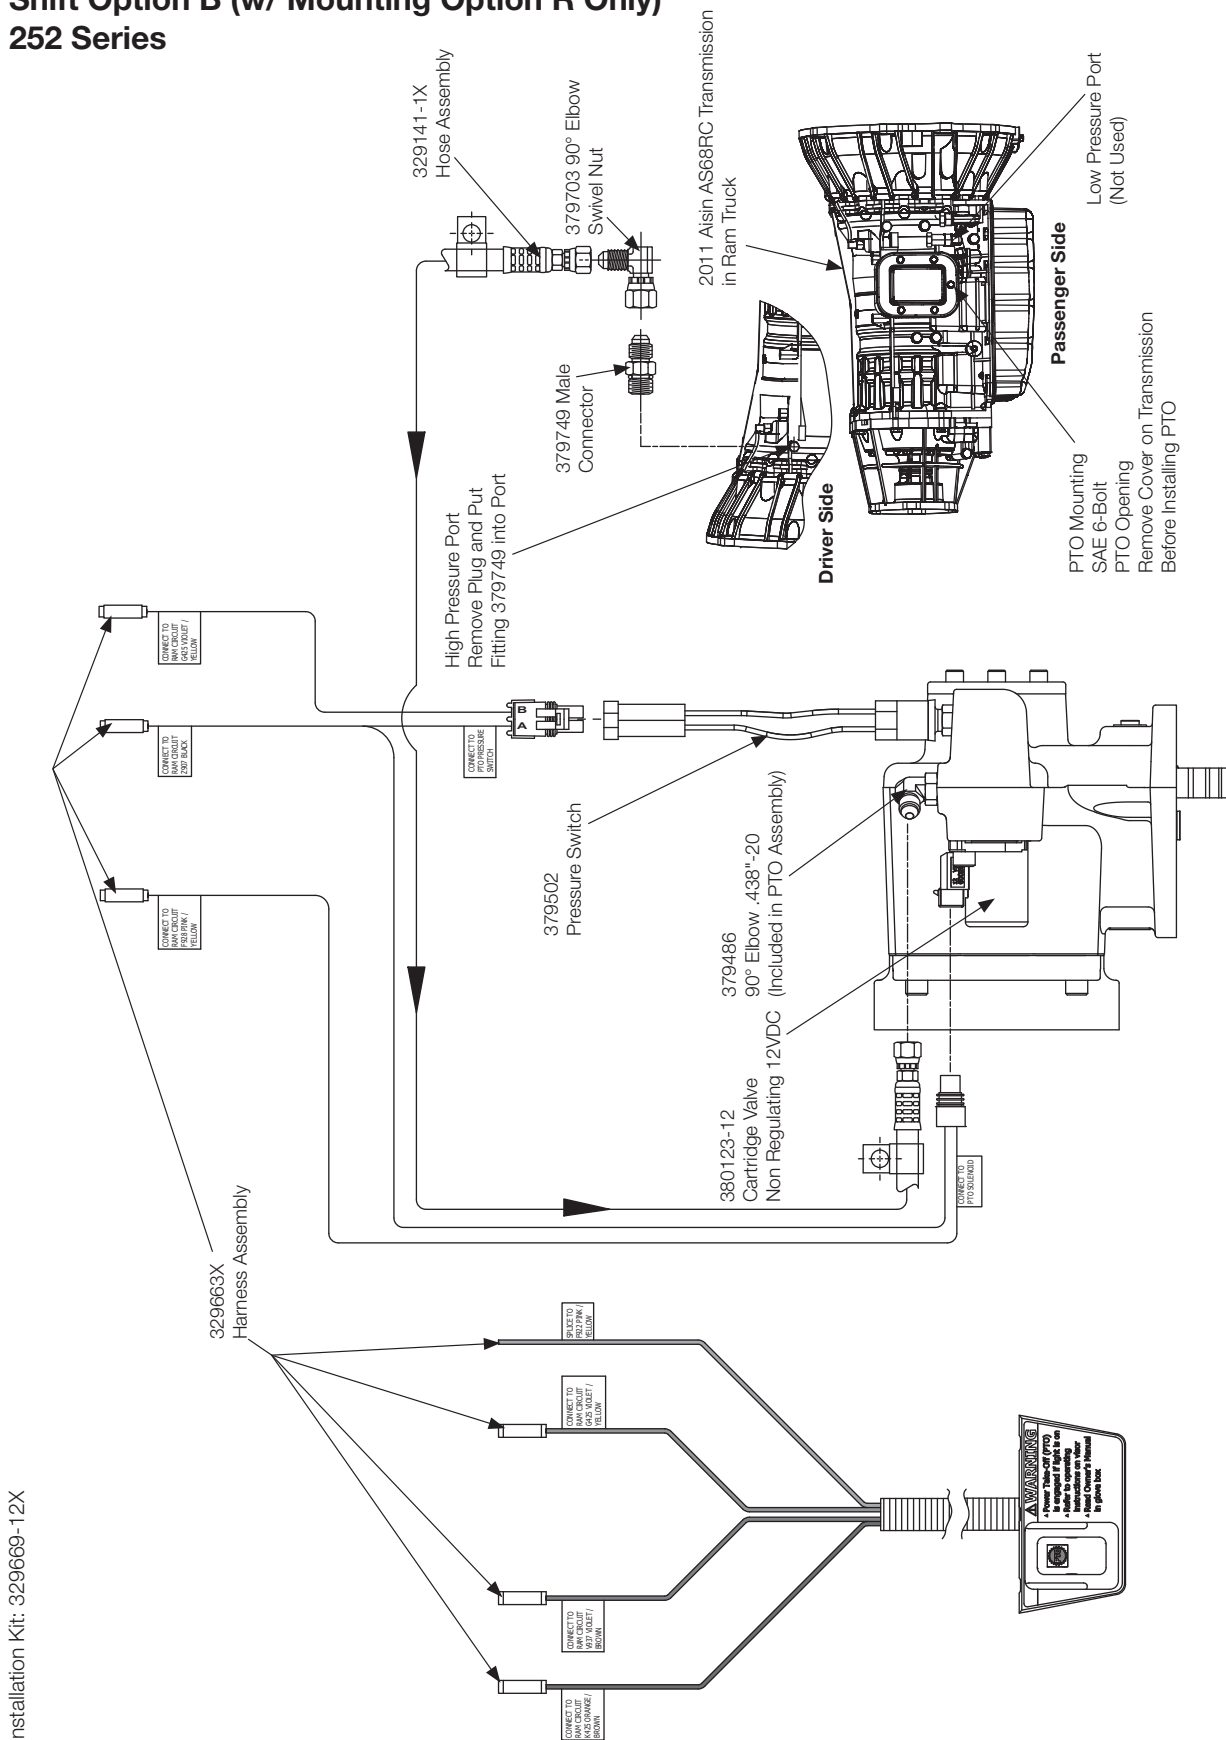 Shift Option B (w/ Mounting Option R Only)
252 Series
nstallation Kit: 329669-12X
329141-1X
Hose Assembly
379703 90° Elbow
Swivel Nut
379749 Male
Connector
High Pressure Port
Remove Plug and Put
Fitting 379749 into Port
2011 Aisin AS68RC Transmission
in Ram Truck
Low Pressure Port
(Not Used)
Driver Side
Passenger Side
PTO Mounting
SAE 6-Bolt
PTO Opening
Remove Cover on Transmission
Before Installing PTO
CONNECT TO
RAM CIRCUIT
G425 VIOLET /
YELLOW
CONNECT TO
RAM CIRCUIT
Z907 BLACK
CONNECT TO
RAM CIRCUIT
F928 PINK /
YELLOW
CONNECT TO
PTO PRESSURE
SWITCH
A B
379502
Pressure Switch
379486
90° Elbow .438"-20
(Included in PTO Assembly)
380123-12
Cartridge Valve
Non Regulating 12VDC
CONNECT TO
PTO SOLENOID
329663X
Harness Assembly
SPLICE TO
F922 PINK /
YELLOW
CONNECT TO
RAM CIRCUIT
G425 VIOLET /
YELLOW
CONNECT TO
RAM CIRCUIT
V937 VIOLET /
BROWN
CONNECT TO
RAM CIRCUIT
K425 ORANGE /
BROWN
WARNING
Power Take-Off (PTO)
is engaged if light is on
Refer to operating
instructions on visor
Read Owner's Manual
in glove box